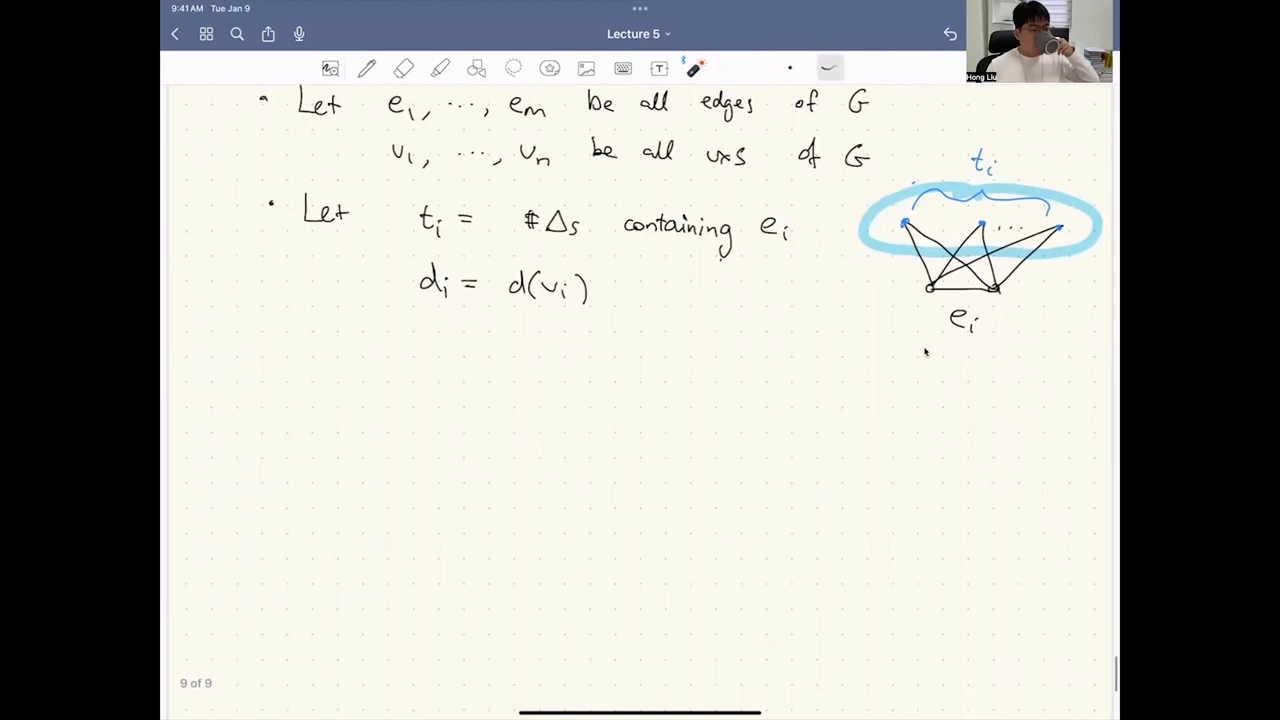 9:41 AM Tue Jan 9
Lecture 5
Hong Liu
• Let e₁, ⋯, eₘ be all edges of G
v₁, ⋯, vₙ be all vxs of G
tᵢ
• Let tᵢ = #Δs containing eᵢ
dᵢ = d(vᵢ)
...
eᵢ
9 of 9